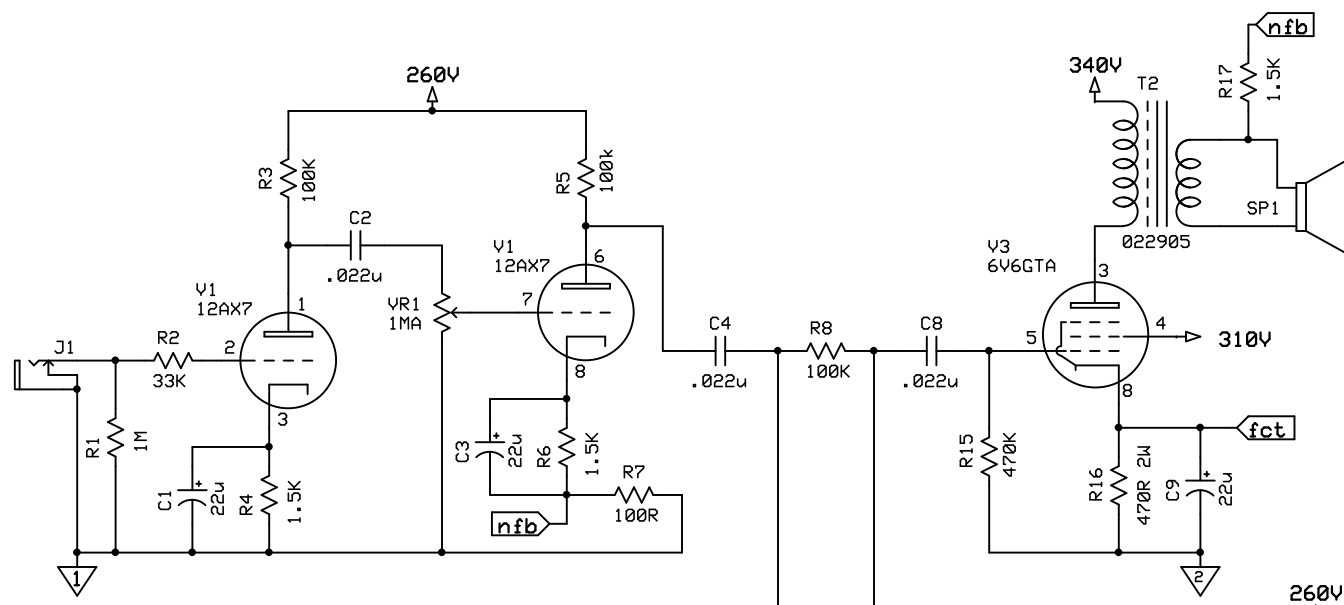 nfb
260V
340V
T2
R17
1.5K
R3
100K
R5
100k
C2
.022u
SP1
022905
V1
12AX7
6
V3
6V6GTA
3
V1
12AX7
1
VR1
1MA
7
C4
.022u
R8
100K
C8
.022u
5
4
310V
J1
R2
33K
2
8
8
3
fct
R1
1M
C3
22u
R6
1.5K
R7
100R
R15
470K
R16
470R 2W
C9
22u
C1
22u
R4
1.5K
nfb
1
2
260V